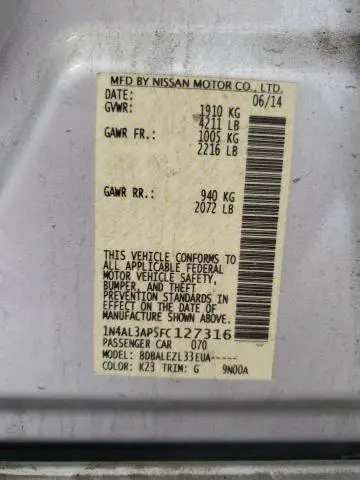 MFD BY NISSAN MOTOR CO., LTD.
DATE: 06/14
GVWR: 1910 KG
4211 LB
GAWR FR.: 1005 KG
2216 LB
GAWR RR.: 940 KG
2072 LB
THIS VEHICLE CONFORMS TO
ALL APPLICABLE FEDERAL
MOTOR VEHICLE SAFETY,
BUMPER, AND THEFT
PREVENTION STANDARDS IN
EFFECT ON THE DATE OF
MANUFACTURE SHOWN ABOVE.
1N4AL3AP5FC127316
PASSENGER CAR 070
MODEL: BDBALEZL33EUA-----
COLOR: K23 TRIM: G 9N00A